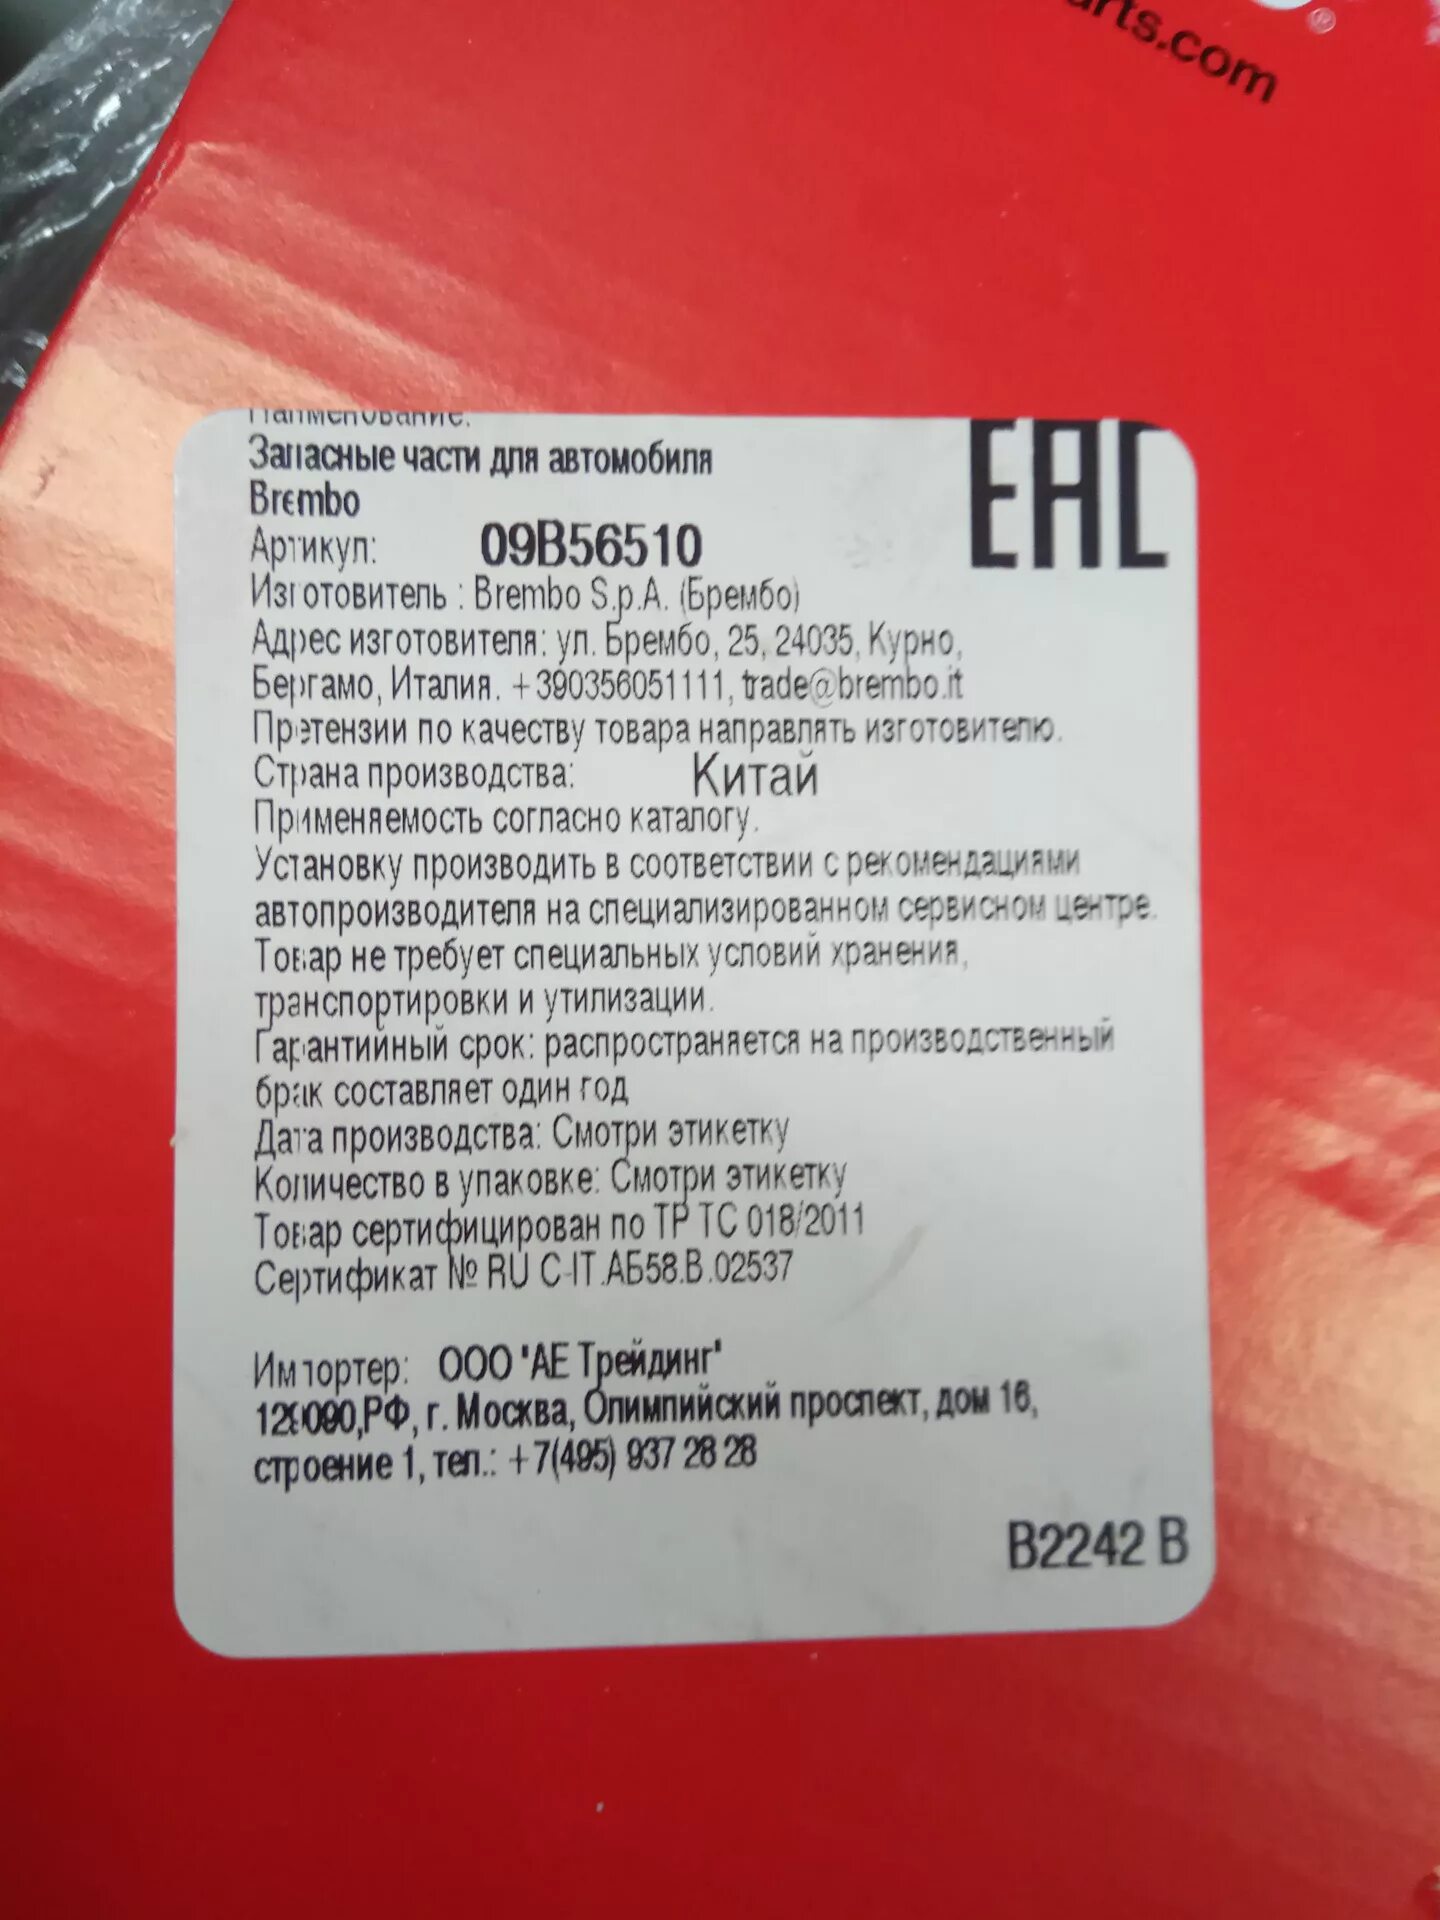 arts.com
®
Наименование:
Запасные части для автомобиля
EAC
Brembo
Артикул: 09B56510
Изготовитель : Brembo S.p.A. (Брембо)
Адрес изготовителя: ул. Брембо, 25, 24035, Курно,
Бергамо, Италия. +390356051111, trade@brembo.it
Претензии по качеству товара направлять изготовителю.
Страна производства: Китай
Применяемость согласно каталогу.
Установку производить в соответствии с рекомендациями
автопроизводителя на специализированном сервисном центре.
Товар не требует специальных условий хранения,
транспортировки и утилизации.
Гарантийный срок: распространяется на производственный
брак составляет один год
Дата производства: Смотри этикетку
Количество в упаковке: Смотри этикетку
Товар сертифицирован по ТР ТС 018/2011
Сертификат № RU C-IT.АБ58.В.02537
Импортер: ООО "АЕ Трейдинг"
129090,РФ, г. Москва, Олимпийский проспект, дом 16,
строение 1, тел.: +7(495) 937 28 28
B2242 B